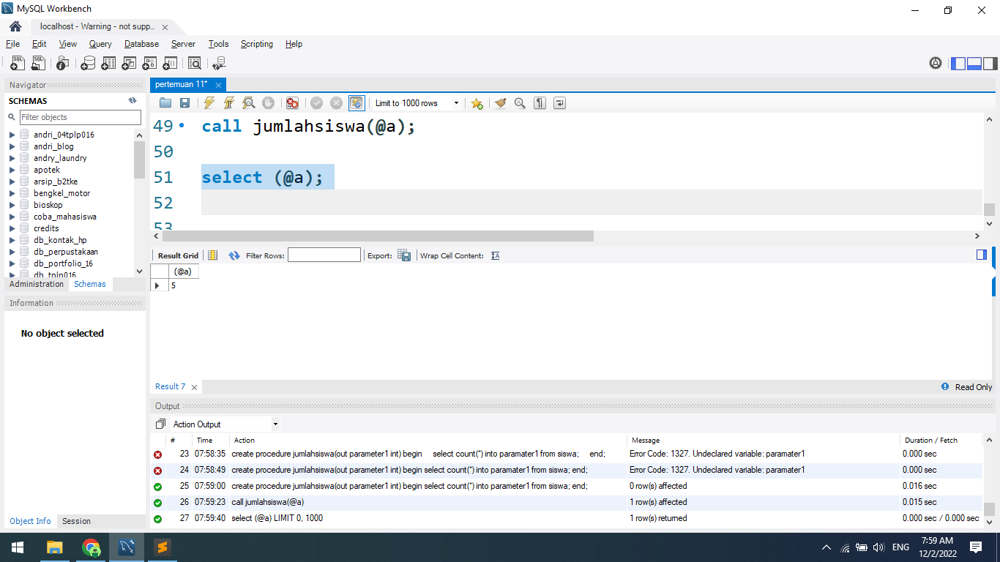 MySQL Workbench
localhost - Warning - not supp...
File Edit View Query Database Server Tools Scripting Help
Navigator
SCHEMAS
Filter objects
andri_04tplp016
andri_blog
andry_laundry
apotek
arsip_b2tke
bengkel_motor
bioskop
coba_mahasiswa
credits
db_kontak_hp
db_perpustakaan
db_portfolio_16
db_tplp016
Administration Schemas
Information
No object selected
Object Info Session
pertemuan 11*
Limit to 1000 rows
49 call jumlahsiswa(@a);
50
51 select (@a);
52
53
Result Grid Filter Rows: Export: Wrap Cell Content:
(@a)
5
Result 7 Read Only
Output
Action Output
# Time Action Message Duration / Fetch
23 07:58:35 create procedure jumlahsiswa(out parameter1 int) begin select count(*) into paramater1 from siswa; end; Error Code: 1327. Undeclared variable: paramater1 0.000 sec
24 07:58:49 create procedure jumlahsiswa(out parameter1 int) begin select count(*) into paramater1 from siswa; end; Error Code: 1327. Undeclared variable: paramater1 0.000 sec
25 07:59:00 create procedure jumlahsiswa(out parameter1 int) begin select count(*) into parameter1 from siswa; end; 0 row(s) affected 0.016 sec
26 07:59:23 call jumlahsiswa(@a) 1 row(s) affected 0.015 sec
27 07:59:40 select (@a) LIMIT 0, 1000 1 row(s) returned 0.000 sec / 0.000 sec
ENG
7:59 AM
12/2/2022